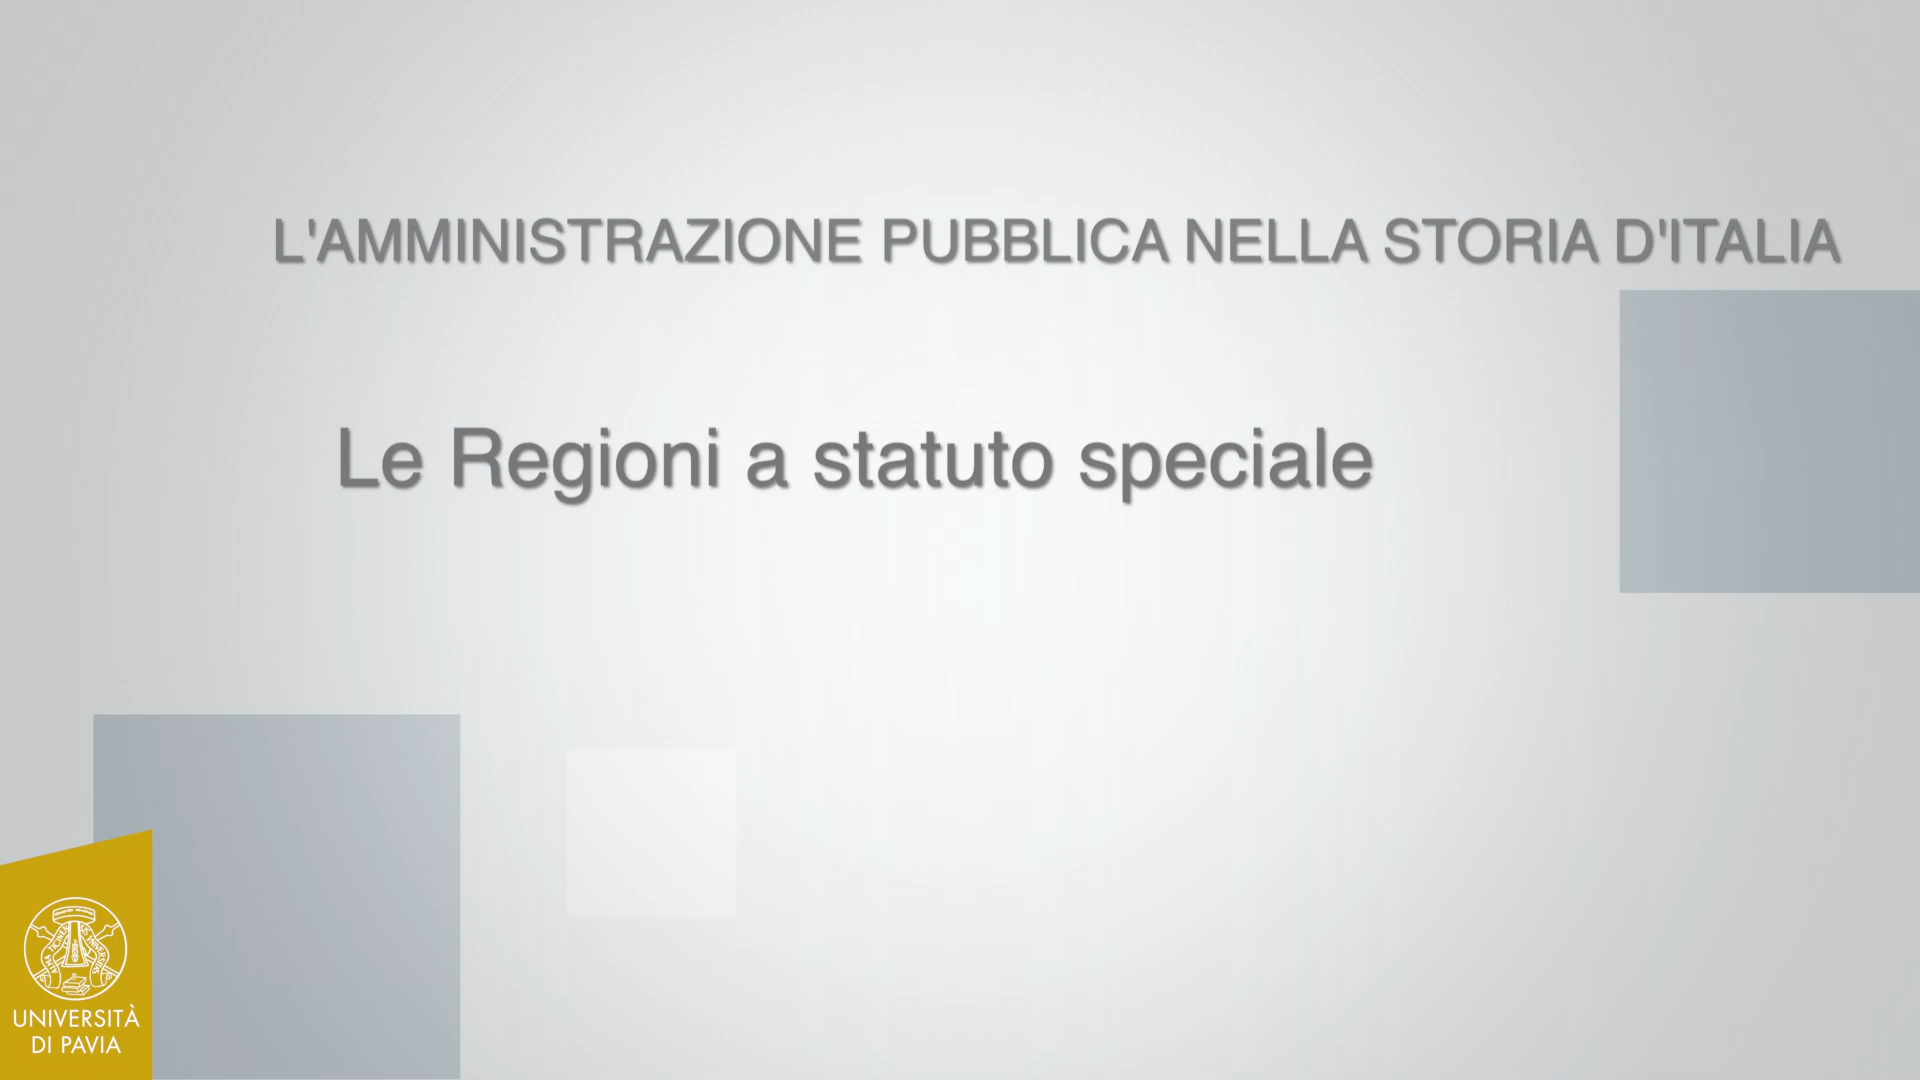 L'AMMINISTRAZIONE PUBBLICA NELLA STORIA D'ITALIA
Le Regioni a statuto speciale
UNIVERSITÀ
DI PAVIA